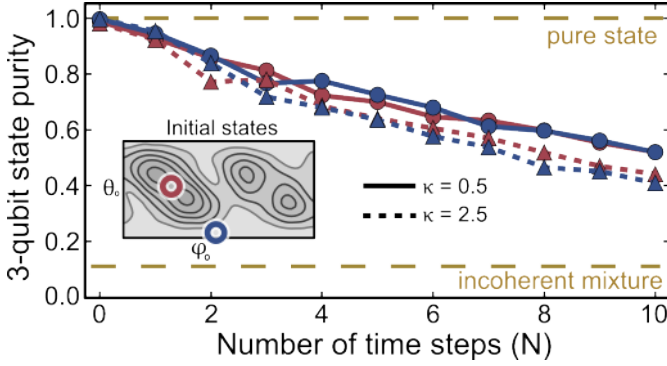 1.0
0.8
0.6
0.4
0.2
0.0
3-qubit state purity
pure state
Initial states
θ₀
φ₀
κ = 0.5
κ = 2.5
incoherent mixture
0
2
4
6
8
10
Number of time steps (N)